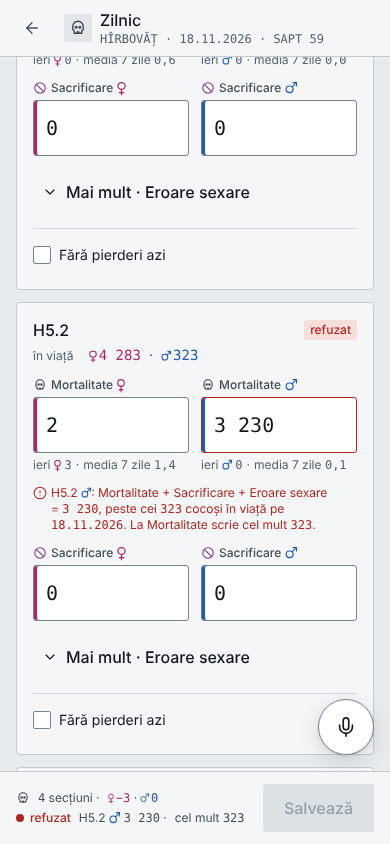 Zilnic
HÎRBOVĂȚ · 18.11.2026 · SAPT 59
ieri ♀ 0 · media 7 zile 0,6
ieri ♂ 0 · media 7 zile 0,0
Sacrificare ♀
Sacrificare ♂
0
0
Mai mult · Eroare sexare
Fără pierderi azi
H5.2
refuzat
în viață ♀4 283 · ♂323
Mortalitate ♀
Mortalitate ♂
2
3 230
ieri ♀ 3 · media 7 zile 1,4
ieri ♂ 0 · media 7 zile 0,1
H5.2 ♂: Mortalitate + Sacrificare + Eroare sexare
= 3 230, peste cei 323 cocoși în viață pe
18.11.2026. La Mortalitate scrie cel mult 323.
Sacrificare ♀
Sacrificare ♂
0
0
Mai mult · Eroare sexare
Fără pierderi azi
4 secțiuni · ♀−3 · ♂0
refuzat H5.2 ♂ 3 230 · cel mult 323
Salvează